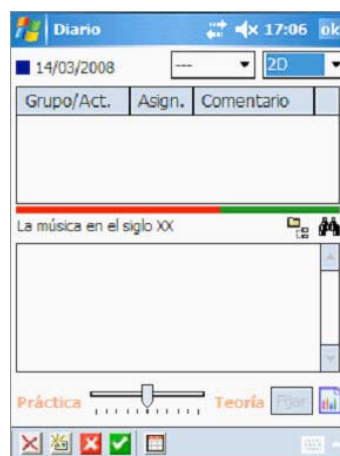 Diario 17:06 ok
14/03/2008 --- 2D
Grupo/Act. Asign. Comentario
La música en el siglo XX
Práctica Teoría Fijar